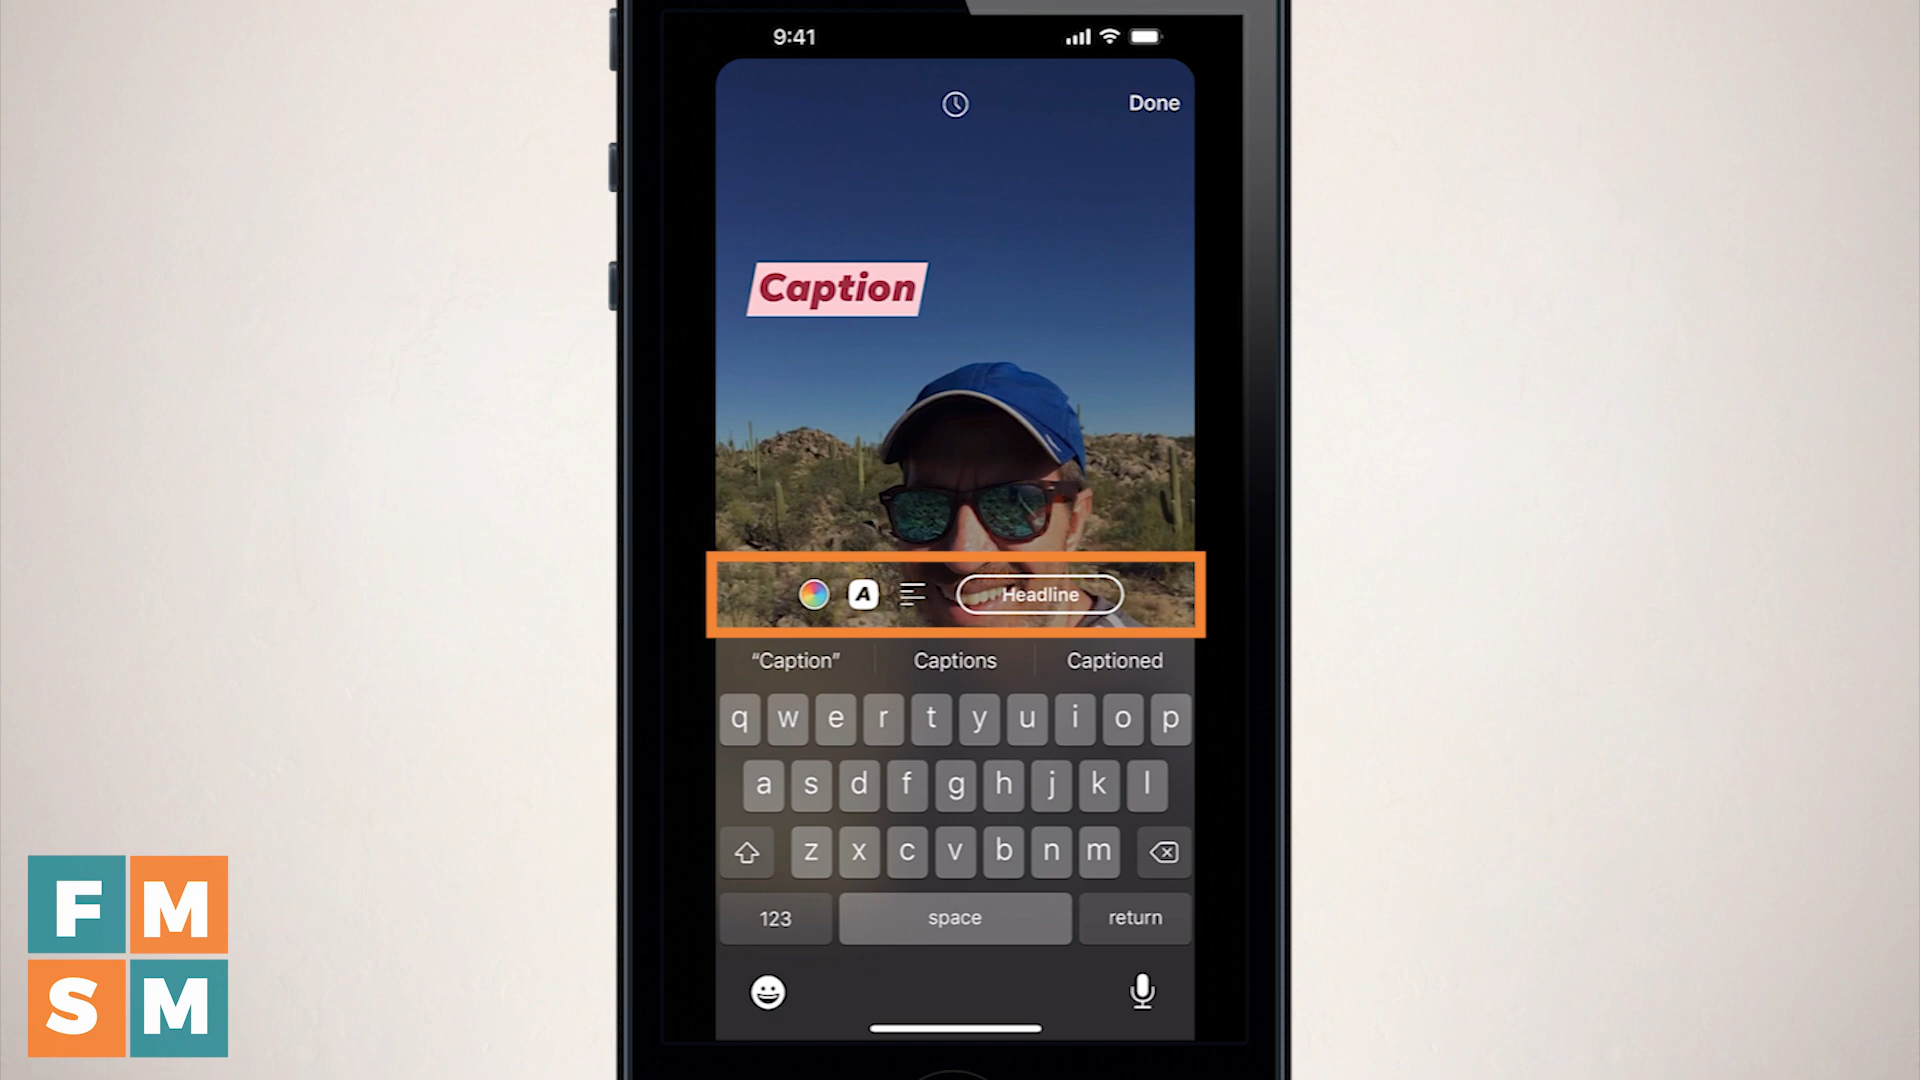 9:41
Done
Caption
A
Headline
“Caption” Captions Captioned
q w e r t y u i o p
a s d f g h j k l
z x c v b n m
123 space return
F M
S M